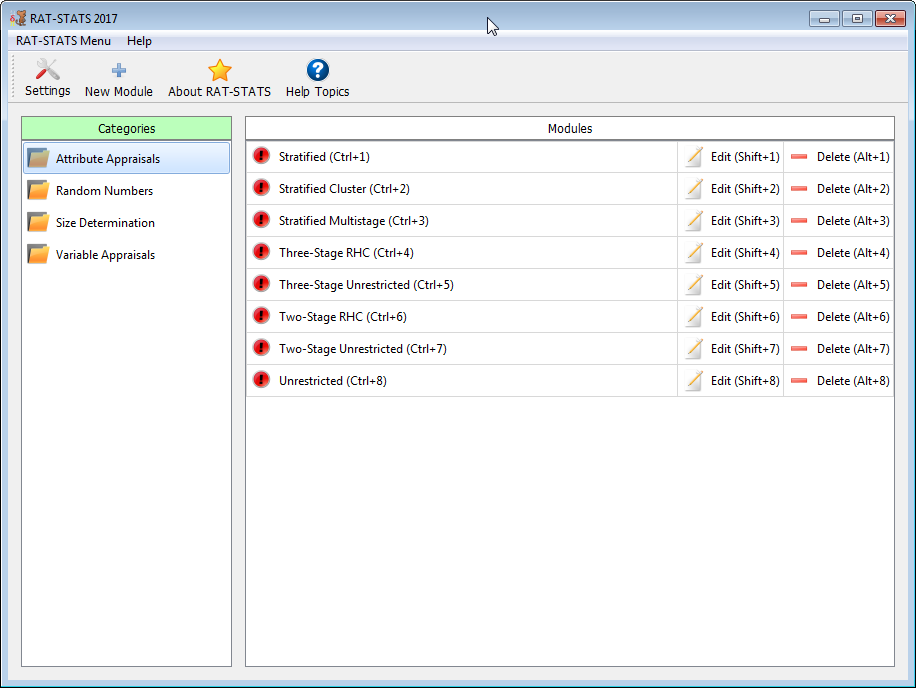 RAT-STATS 2017
RAT-STATS Menu Help
Settings New Module About RAT-STATS Help Topics
Categories
Attribute Appraisals
Random Numbers
Size Determination
Variable Appraisals
Modules
Stratified (Ctrl+1) Edit (Shift+1) Delete (Alt+1)
Stratified Cluster (Ctrl+2) Edit (Shift+2) Delete (Alt+2)
Stratified Multistage (Ctrl+3) Edit (Shift+3) Delete (Alt+3)
Three-Stage RHC (Ctrl+4) Edit (Shift+4) Delete (Alt+4)
Three-Stage Unrestricted (Ctrl+5) Edit (Shift+5) Delete (Alt+5)
Two-Stage RHC (Ctrl+6) Edit (Shift+6) Delete (Alt+6)
Two-Stage Unrestricted (Ctrl+7) Edit (Shift+7) Delete (Alt+7)
Unrestricted (Ctrl+8) Edit (Shift+8) Delete (Alt+8)